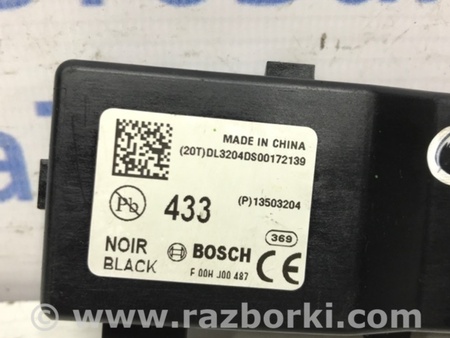 MADE IN CHINA
(20T)DL3204DS00172139
Pb
433
(P)13503204
369
NOIR
BLACK
BOSCH
CE
F 00H J00 487
www.razborki.com